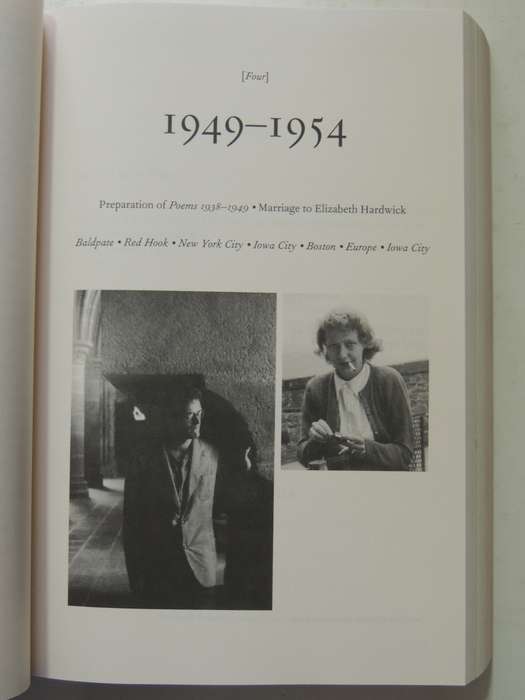 [Four]
1949–1954
Preparation of Poems 1938–1949 • Marriage to Elizabeth Hardwick
Baldpate • Red Hook • New York City • Iowa City • Boston • Europe • Iowa City